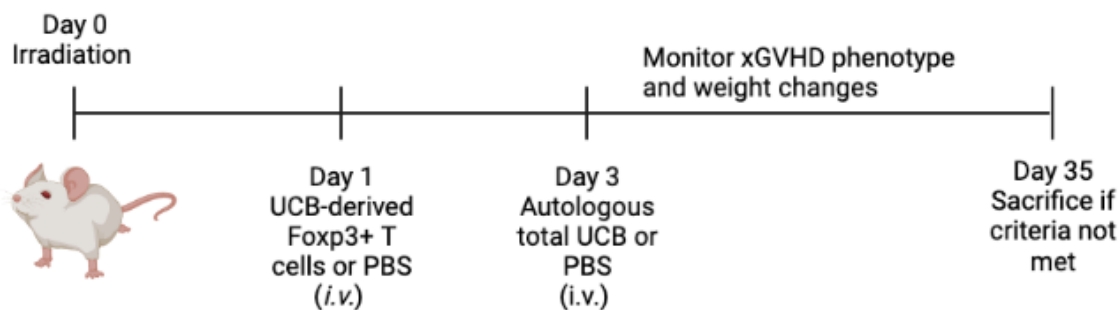 Day 0
Irradiation
Monitor xGVHD phenotype
and weight changes
Day 1
UCB-derived
Foxp3+ T
cells or PBS
(i.v.)
Day 3
Autologous
total UCB or
PBS
(i.v.)
Day 35
Sacrifice if
criteria not
met